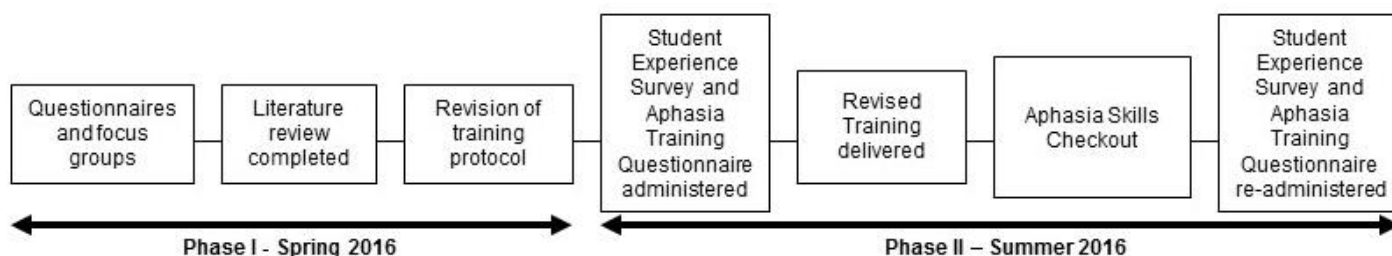 Questionnaires
and focus
groups
Literature
review
completed
Revision of
training
protocol
Student
Experience
Survey and
Aphasia
Training
Questionnaire
administered
Revised
Training
delivered
Aphasia Skills
Checkout
Student
Experience
Survey and
Aphasia
Training
Questionnaire
re-administered
Phase I - Spring 2016
Phase II – Summer 2016